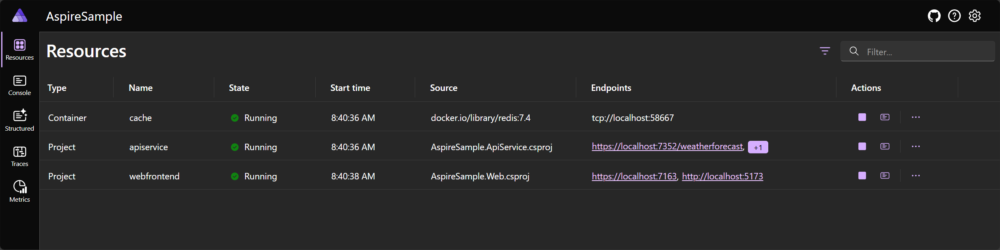 AspireSample
Resources
Filter...
Resources
Console
Structured
Traces
Metrics
Type Name State Start time Source Endpoints Actions
Container cache Running 8:40:36 AM docker.io/library/redis:7.4 tcp://localhost:58667
Project apiservice Running 8:40:36 AM AspireSample.ApiService.csproj https://localhost:7352/weatherforecast, +1
Project webfrontend Running 8:40:38 AM AspireSample.Web.csproj https://localhost:7163, http://localhost:5173